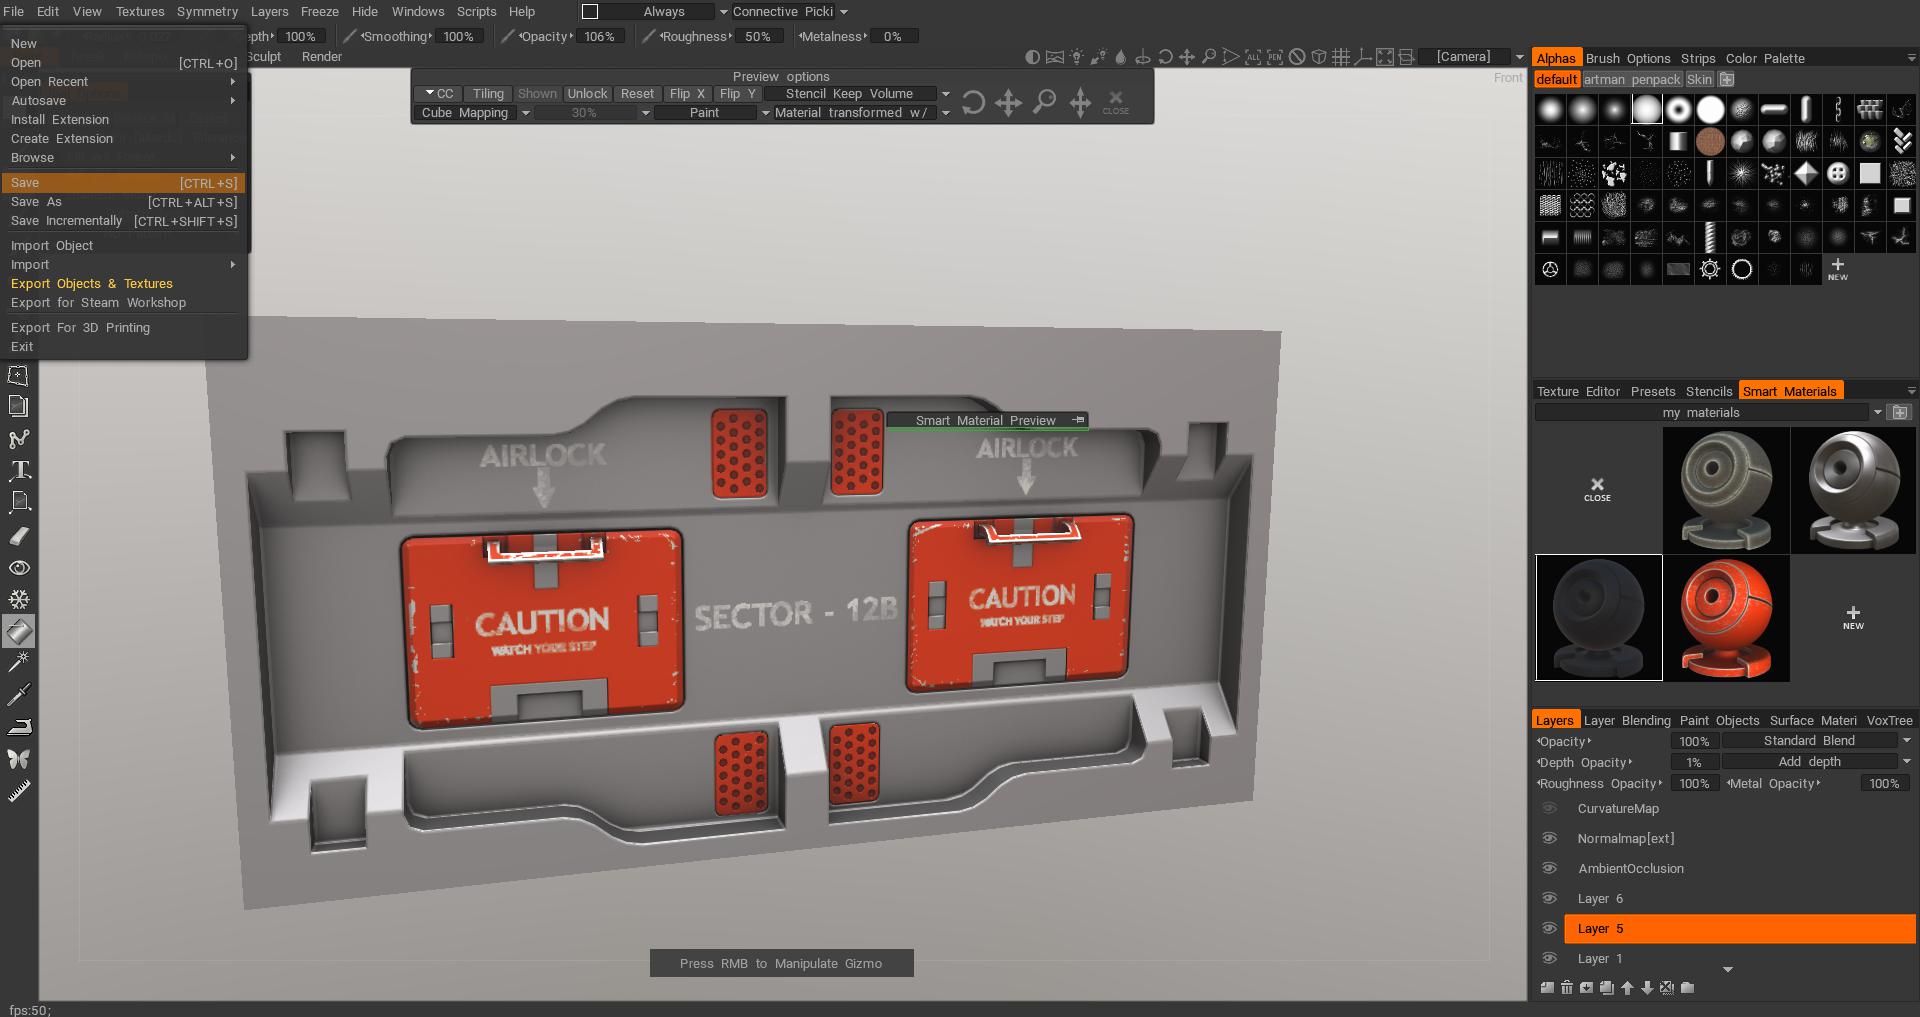 File Edit View Textures Symmetry Layers Freeze Hide Windows Scripts Help Always Connective Picki
epth 100% Smoothing 100% Opacity 106% Roughness 50% Metalness 0%
Sculpt Render [Camera]
New
Open [CTRL+O]
Open Recent
Autosave
Install Extension
Create Extension
Browse
Save [CTRL+S]
Save As [CTRL+ALT+S]
Save Incrementally [CTRL+SHIFT+S]
Import Object
Import
Export Objects & Textures
Export for Steam Workshop
Export For 3D Printing
Exit
Preview options
CC Tiling Shown Unlock Reset Flip X Flip Y Stencil Keep Volume
Cube Mapping 30% Paint Material transformed w/
CLOSE
Front
ALL PEN
Smart Material Preview
AIRLOCK
AIRLOCK
CAUTION
WATCH YOUR STEP
SECTOR - 12B
CAUTION
WATCH YOUR STEP
Press RMB to Manipulate Gizmo
fps:50;
Alphas Brush Options Strips Color Palette
default artman penpack Skin
NEW
Texture Editor Presets Stencils Smart Materials
my materials
CLOSE
NEW
Layers Layer Blending Paint Objects Surface Materi VoxTree
Opacity 100% Standard Blend
Depth Opacity 1% Add depth
Roughness Opacity 100% Metal Opacity 100%
CurvatureMap
Normalmap[ext]
AmbientOcclusion
Layer 6
Layer 5
Layer 1